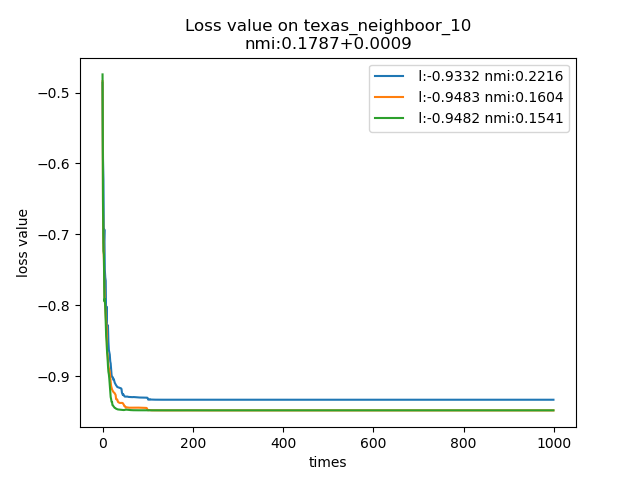 Loss value on texas_neighboor_10
nmi:0.1787+0.0009
l:-0.9332 nmi:0.2216
l:-0.9483 nmi:0.1604
l:-0.9482 nmi:0.1541
−0.5
−0.6
−0.7
−0.8
−0.9
loss value
0 200 400 600 800 1000
times